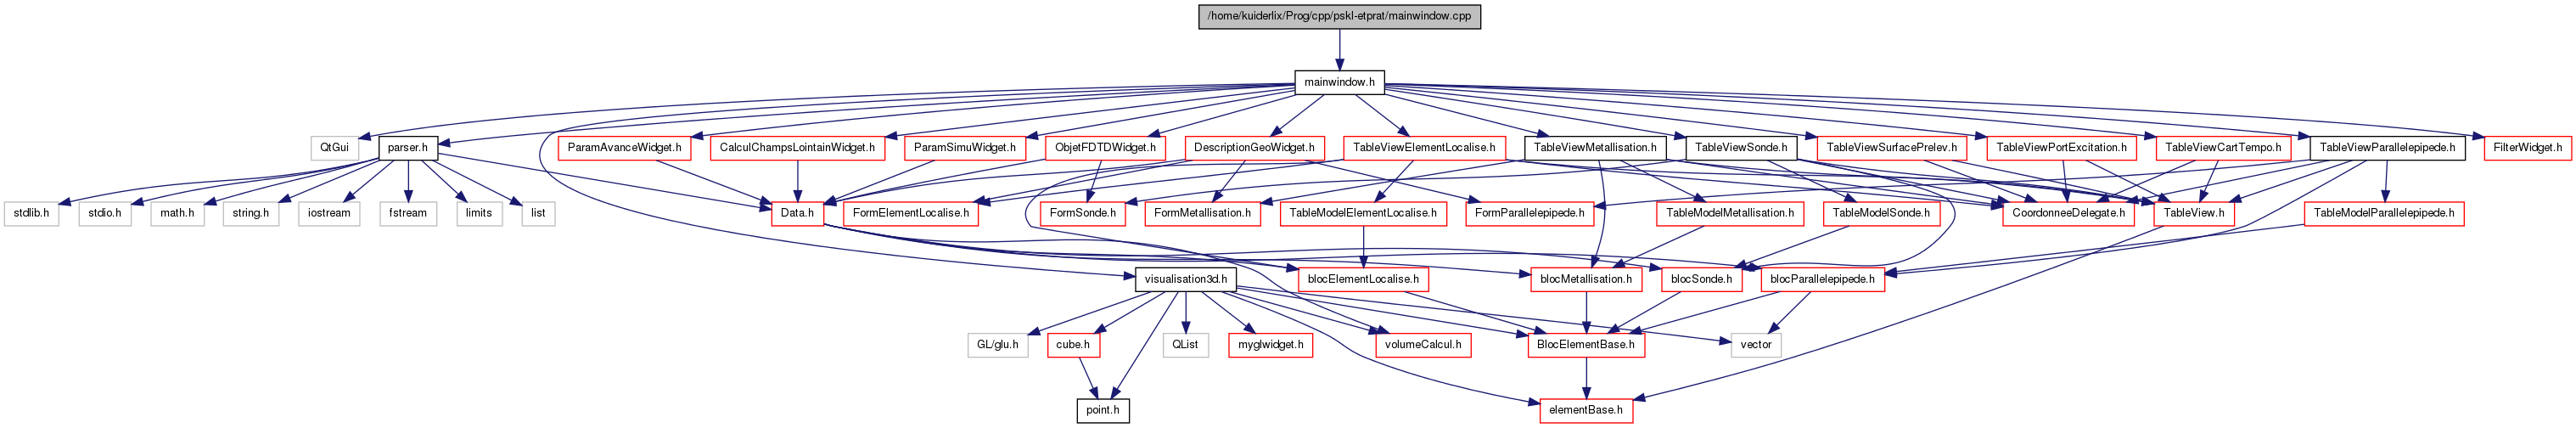 /home/kuiderlix/Prog/cpp/pskl-etprat/mainwindow.cpp
mainwindow.h
QtGui
parser.h
ParamAvanceWidget.h
CalculChampsLointainWidget.h
ParamSimuWidget.h
ObjetFDTDWidget.h
DescriptionGeoWidget.h
TableViewElementLocalise.h
TableViewMetallisation.h
TableViewSonde.h
TableViewSurfacePrelev.h
TableViewPortExcitation.h
TableViewCartTempo.h
TableViewParallelepipede.h
FilterWidget.h
stdlib.h
stdio.h
math.h
string.h
iostream
fstream
limits
list
Data.h
FormElementLocalise.h
FormSonde.h
FormMetallisation.h
TableModelElementLocalise.h
FormParallelepipede.h
TableModelMetallisation.h
TableModelSonde.h
CoordonneeDelegate.h
TableView.h
TableModelParallelepipede.h
visualisation3d.h
blocElementLocalise.h
blocMetallisation.h
blocSonde.h
blocParallelepipede.h
GL/glu.h
cube.h
QList
myglwidget.h
volumeCalcul.h
BlocElementBase.h
vector
point.h
elementBase.h